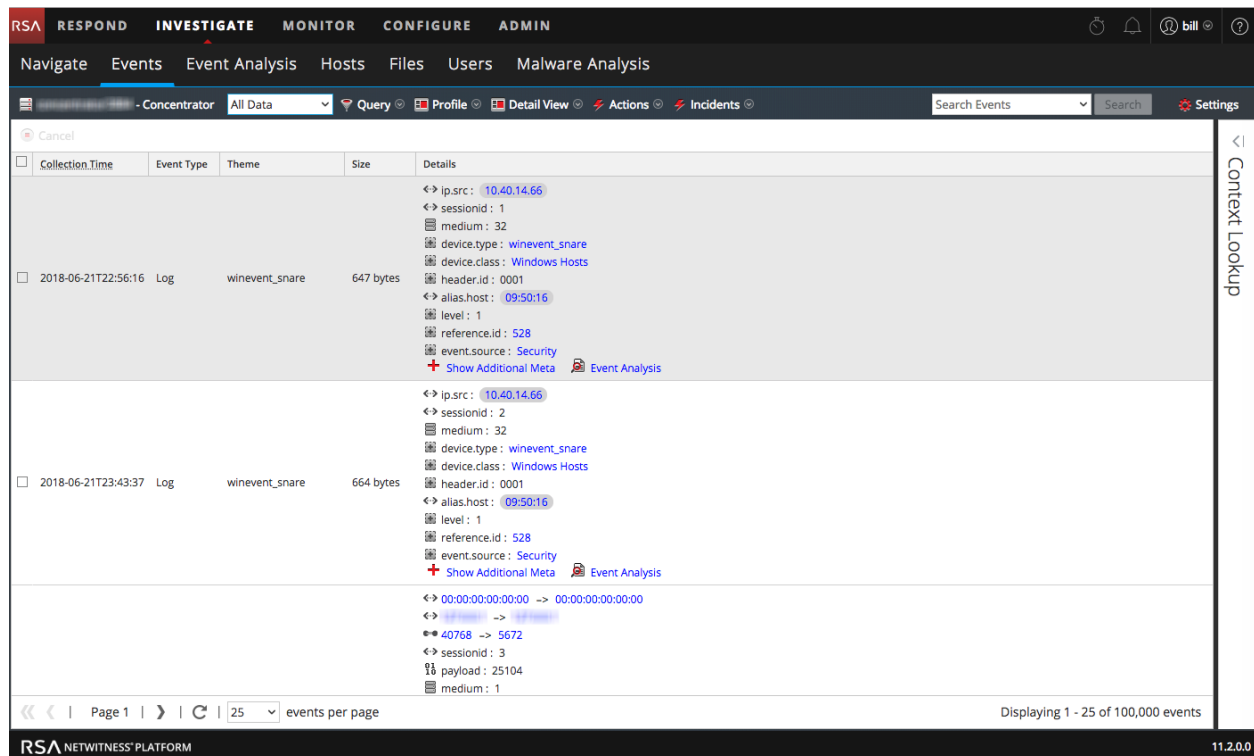 RSA RESPOND INVESTIGATE MONITOR CONFIGURE ADMIN bill ?
Navigate Events Event Analysis Hosts Files Users Malware Analysis
- Concentrator All Data Query Profile Detail View Actions Incidents Search Events Search Settings
Cancel
Collection Time Event Type Theme Size Details
ip.src : 10.40.14.66
sessionid : 1
medium : 32
device.type : winevent_snare
device.class : Windows Hosts
2018-06-21T22:56:16 Log winevent_snare 647 bytes header.id : 0001
alias.host : 09:50:16
level : 1
reference.id : 528
event.source : Security
Show Additional Meta Event Analysis
ip.src : 10.40.14.66
sessionid : 2
medium : 32
device.type : winevent_snare
device.class : Windows Hosts
2018-06-21T23:43:37 Log winevent_snare 664 bytes header.id : 0001
alias.host : 09:50:16
level : 1
reference.id : 528
event.source : Security
Show Additional Meta Event Analysis
00:00:00:00:00:00 -> 00:00:00:00:00:00
->
40768 -> 5672
sessionid : 3
payload : 25104
medium : 1
Page 1 | 25 events per page Displaying 1 - 25 of 100,000 events
RSA NETWITNESS® PLATFORM 11.2.0.0
Context Lookup